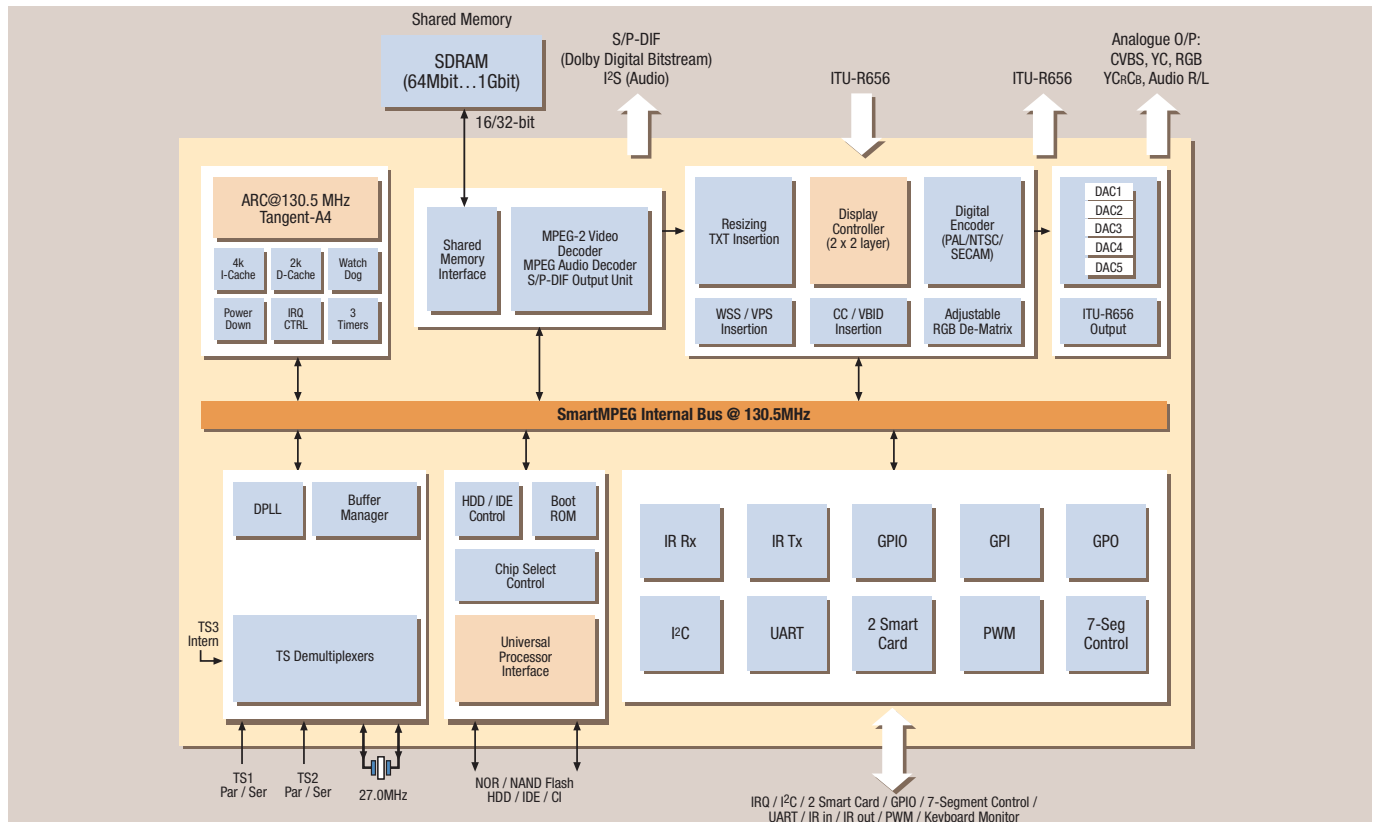 Shared Memory
SDRAM
(64Mbit...1Gbit)
16/32-bit
S/P-DIF
(Dolby Digital Bitstream)
I²S (Audio)
ITU-R656
ITU-R656
Analogue O/P:
CVBS, YC, RGB
YCRCB, Audio R/L
ARC@130.5 MHz
Tangent-A4
4k
I-Cache
2k
D-Cache
Watch
Dog
Power
Down
IRQ
CTRL
3
Timers
Shared
Memory
Interface
MPEG-2 Video
Decoder
MPEG Audio Decoder
S/P-DIF Output Unit
Resizing
TXT Insertion
Display
Controller
(2 x 2 layer)
Digital
Encoder
(PAL/NTSC/
SECAM)
WSS / VPS
Insertion
CC / VBID
Insertion
Adjustable
RGB De-Matrix
DAC1
DAC2
DAC3
DAC4
DAC5
ITU-R656
Output
SmartMPEG Internal Bus @ 130.5MHz
DPLL
Buffer
Manager
TS3
Intern
TS Demultiplexers
HDD / IDE
Control
Boot
ROM
Chip Select
Control
Universal
Processor
Interface
IR Rx
IR Tx
GPIO
GPI
GPO
I²C
UART
2 Smart
Card
PWM
7-Seg
Control
TS1
Par / Ser
TS2
Par / Ser
27.0MHz
NOR / NAND Flash
HDD / IDE / CI
IRQ / I²C / 2 Smart Card / GPIO / 7-Segment Control /
UART / IR in / IR out / PWM / Keyboard Monitor